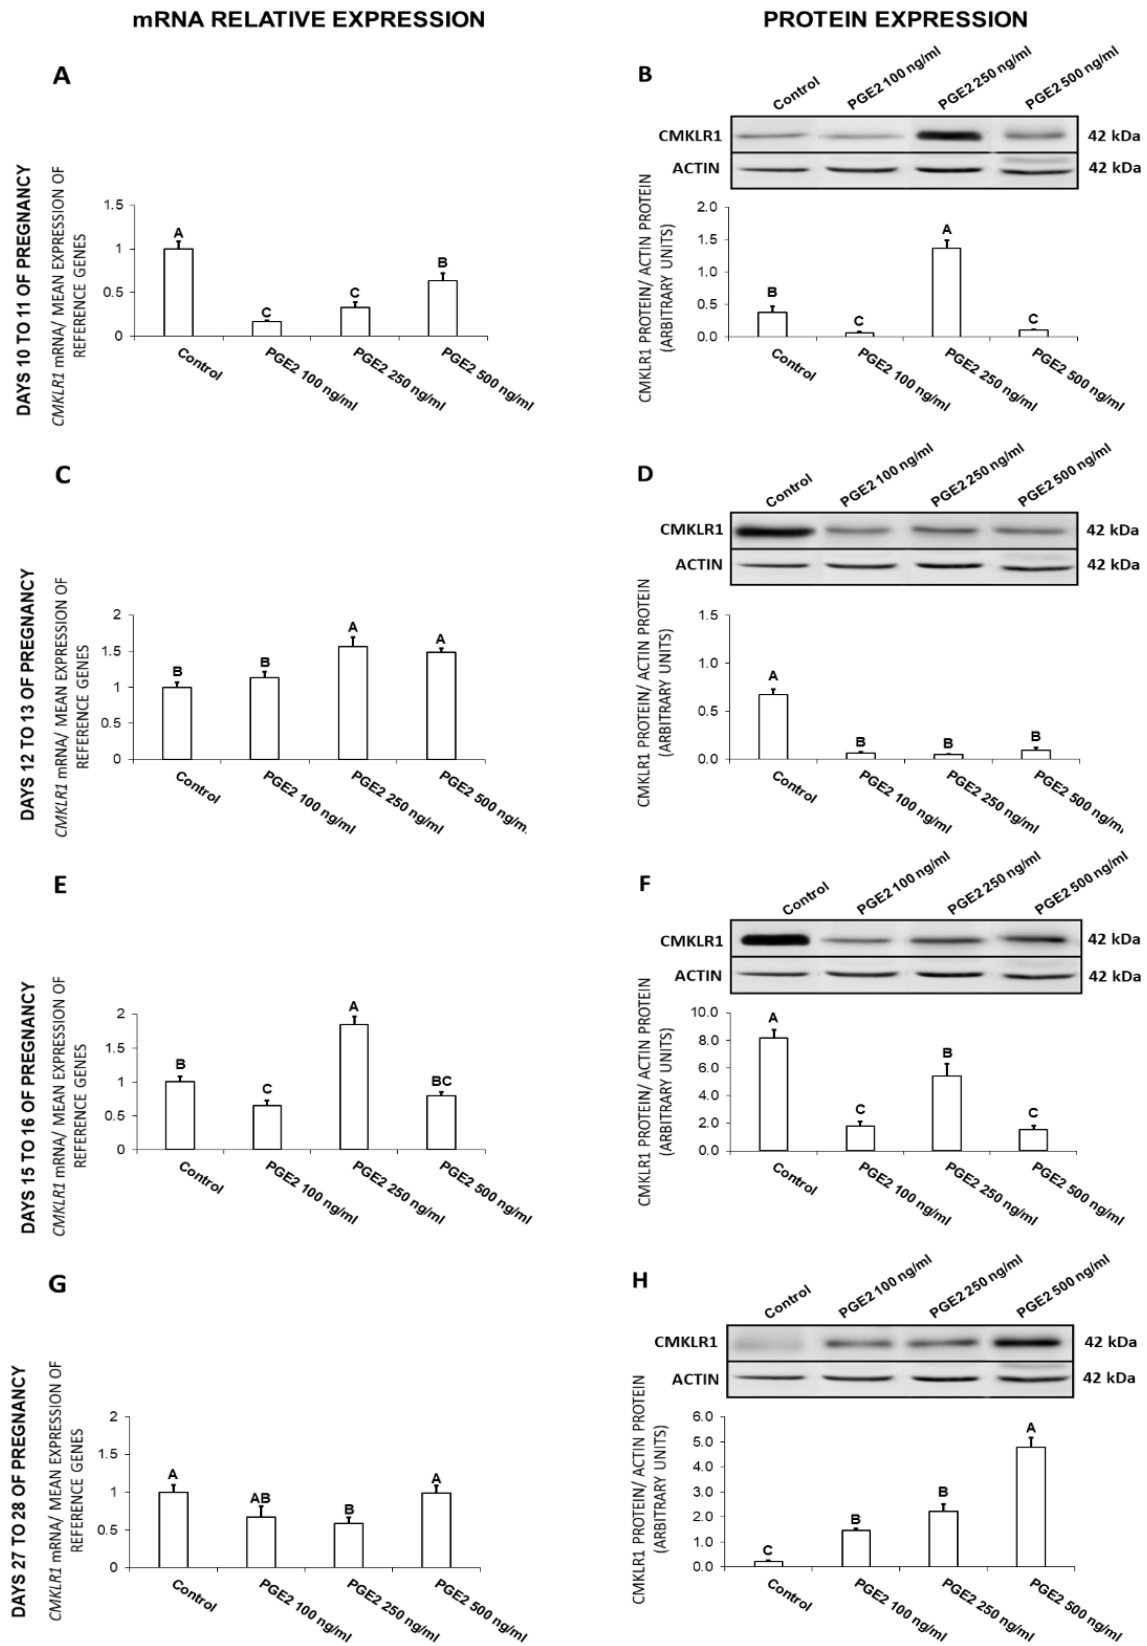 mRNA RELATIVE EXPRESSION
PROTEIN EXPRESSION
DAYS 10 TO 11 OF PREGNANCY
A
CMKLR1 mRNA/ MEAN EXPRESSION OF
REFERENCE GENES
1.5
1
0.5
0
A
C
C
B
Control
PGE2 100 ng/ml
PGE2 250 ng/ml
PGE2 500 ng/ml
B
Control
PGE2 100 ng/ml
PGE2 250 ng/ml
PGE2 500 ng/ml
CMKLR1
42 kDa
ACTIN
42 kDa
CMKLR1 PROTEIN/ ACTIN PROTEIN
(ARBITRARY UNITS)
2.0
1.5
1.0
0.5
0.0
B
C
A
C
Control
PGE2 100 ng/ml
PGE2 250 ng/ml
PGE2 500 ng/ml
DAYS 12 TO 13 OF PREGNANCY
C
CMKLR1 mRNA/ MEAN EXPRESSION OF
REFERENCE GENES
2
1.5
1
0.5
0
B
B
A
A
Control
PGE2 100 ng/ml
PGE2 250 ng/ml
PGE2 500 ng/m
D
Control
PGE2 100 ng/ml
PGE2 250 ng/ml
PGE2 500 ng/ml
CMKLR1
42 kDa
ACTIN
42 kDa
CMKLR1 PROTEIN/ ACTIN PROTEIN
(ARBITRARY UNITS)
1.5
1.0
0.5
0.0
A
B
B
B
Control
PGE2 100 ng/ml
PGE2 250 ng/ml
PGE2 500 ng/ml
DAYS 15 TO 16 OF PREGNANCY
E
CMKLR1 mRNA/ MEAN EXPRESSION OF
REFERENCE GENES
2
1.5
1
0.5
0
B
C
A
BC
Control
PGE2 100 ng/ml
PGE2 250 ng/ml
PGE2 500 ng/ml
F
Control
PGE2 100 ng/ml
PGE2 250 ng/ml
PGE2 500 ng/ml
CMKLR1
42 kDa
ACTIN
42 kDa
CMKLR1 PROTEIN/ ACTIN PROTEIN
(ARBITRARY UNITS)
10.0
8.0
6.0
4.0
2.0
0.0
A
C
B
C
Control
PGE2 100 ng/ml
PGE2 250 ng/ml
PGE2 500 ng/ml
DAYS 27 TO 28 OF PREGNANCY
G
CMKLR1 mRNA/ MEAN EXPRESSION OF
REFERENCE GENES
2
1.5
1
0.5
0
A
AB
B
A
Control
PGE2 100 ng/ml
PGE2 250 ng/ml
PGE2 500 ng/ml
H
Control
PGE2 100 ng/ml
PGE2 250 ng/ml
PGE2 500 ng/ml
CMKLR1
42 kDa
ACTIN
42 kDa
CMKLR1 PROTEIN/ ACTIN PROTEIN
(ARBITRARY UNITS)
6.0
5.0
4.0
3.0
2.0
1.0
0.0
C
B
B
A
Control
PGE2 100 ng/ml
PGE2 250 ng/ml
PGE2 500 ng/ml